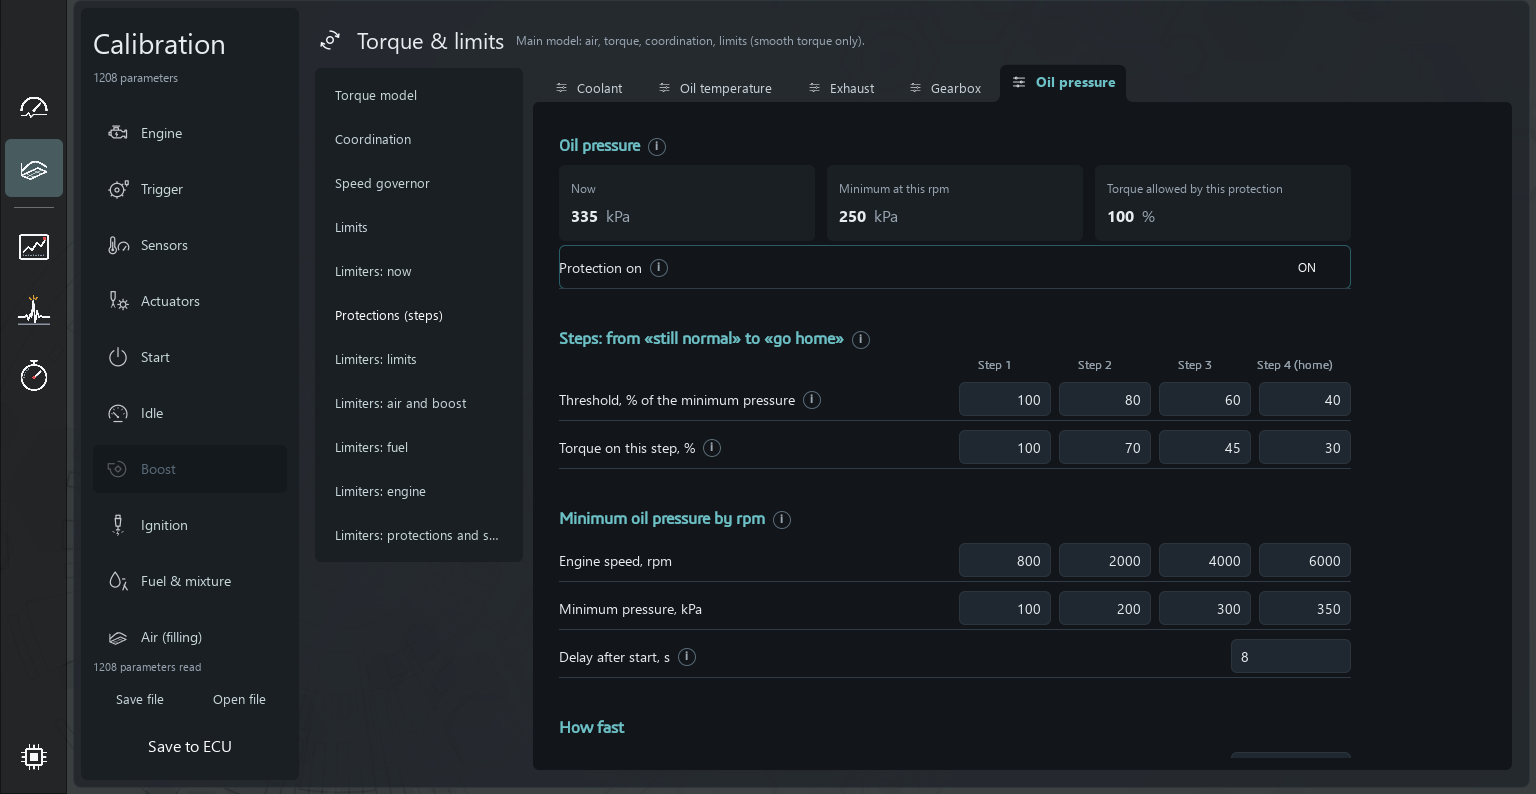 Calibration
1208 parameters
Engine
Trigger
Sensors
Actuators
Start
Idle
Boost
Ignition
Fuel & mixture
Air (filling)
1208 parameters read
Save file
Open file
Save to ECU
Torque & limits
Main model: air, torque, coordination, limits (smooth torque only).
Torque model
Coordination
Speed governor
Limits
Limiters: now
Protections (steps)
Limiters: limits
Limiters: air and boost
Limiters: fuel
Limiters: engine
Limiters: protections and s...
Coolant
Oil temperature
Exhaust
Gearbox
Oil pressure
Oil pressure
Now
335 kPa
Minimum at this rpm
250 kPa
Torque allowed by this protection
100 %
Protection on
ON
Steps: from «still normal» to «go home»
Step 1 Step 2 Step 3 Step 4 (home)
Threshold, % of the minimum pressure 100 80 60 40
Torque on this step, % 100 70 45 30
Minimum oil pressure by rpm
Engine speed, rpm 800 2000 4000 6000
Minimum pressure, kPa 100 200 300 350
Delay after start, s 8
How fast